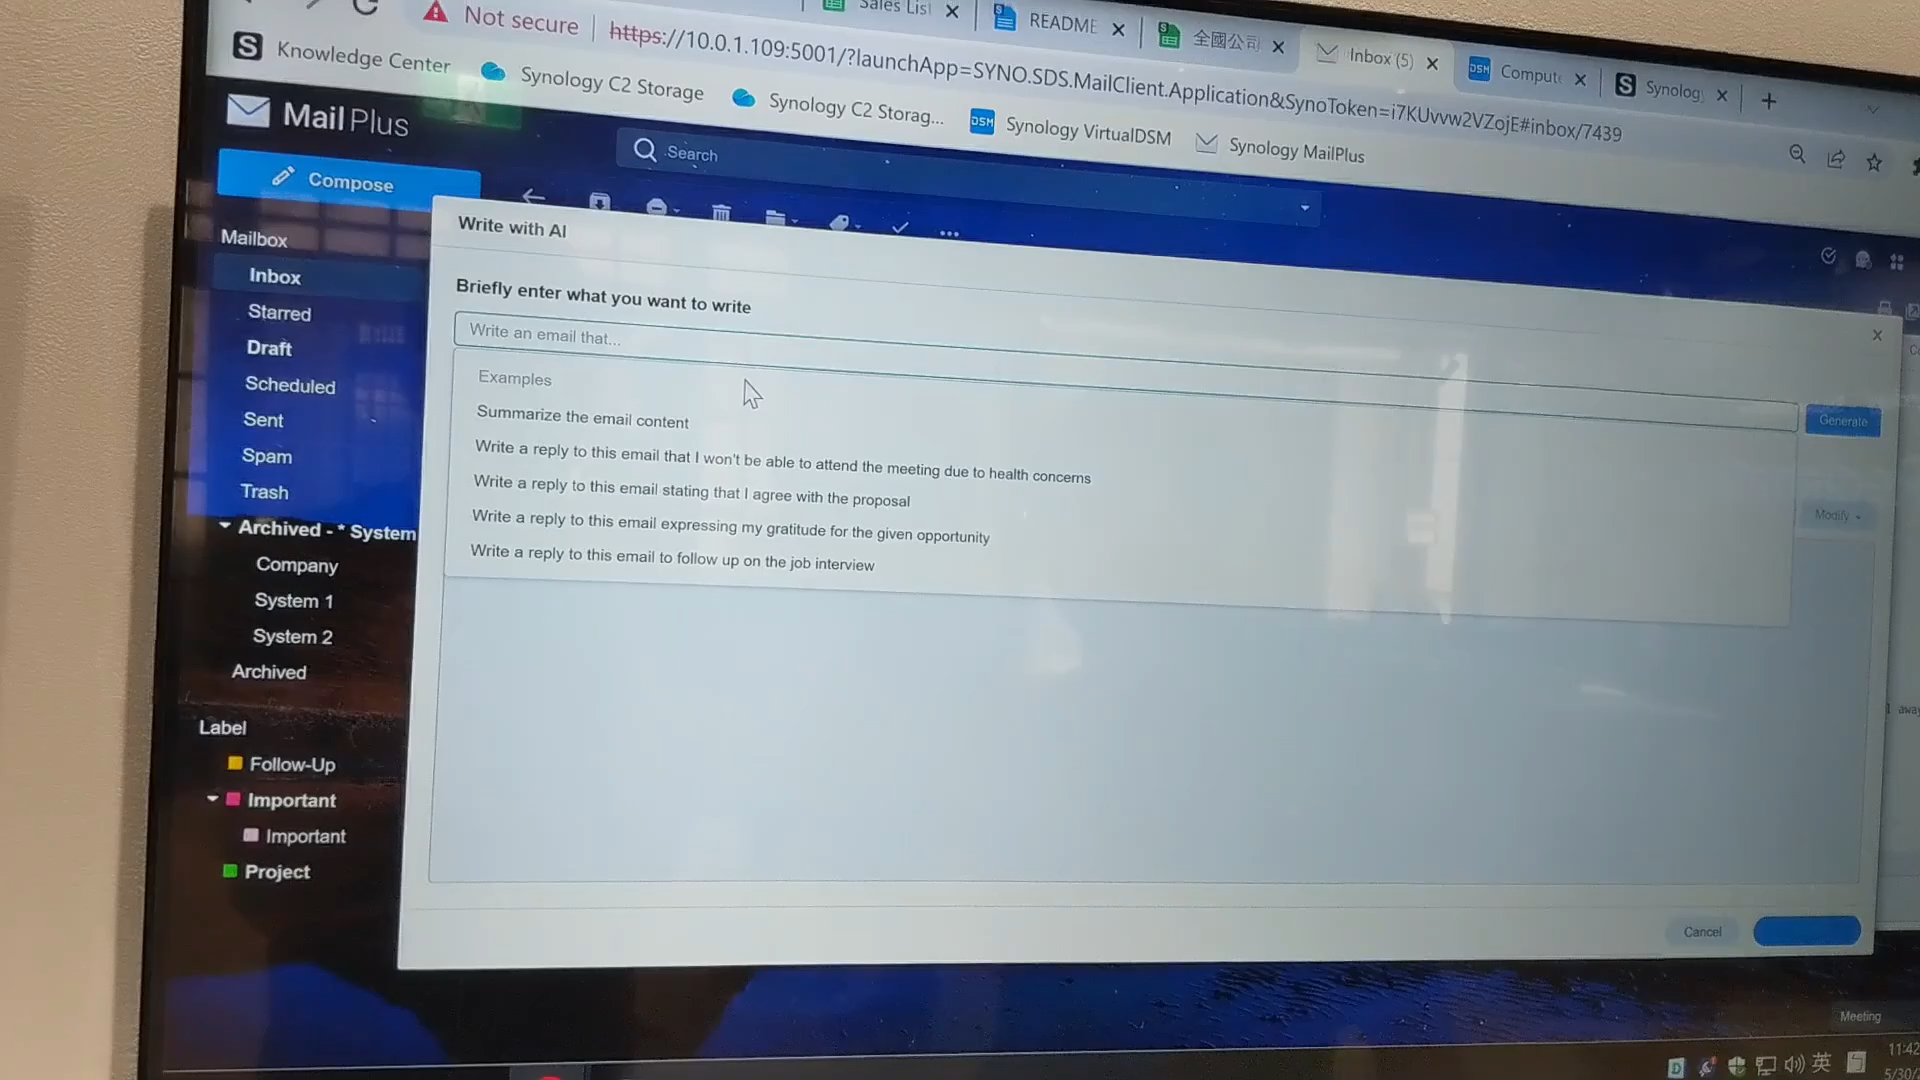 Sales List
README
全國公司
Inbox (5)
Compute
Synology
Not secure
https://10.0.1.109:5001/?launchApp=SYNO.SDS.MailClient.Application&SynoToken=i7KUvvw2VZojE#inbox/7439
Knowledge Center
Synology C2 Storage
Synology C2 Storag...
DSM
Synology VirtualDSM
Synology MailPlus
MailPlus
Search
Compose
Mailbox
Inbox
Starred
Draft
Scheduled
Sent
Spam
Trash
Archived - * System
Company
System 1
System 2
Archived
Label
Follow-Up
Important
Important
Project
Write with AI
Briefly enter what you want to write
Write an email that...
Generate
Examples
Summarize the email content
Write a reply to this email that I won't be able to attend the meeting due to health concerns
Write a reply to this email stating that I agree with the proposal
Write a reply to this email expressing my gratitude for the given opportunity
Write a reply to this email to follow up on the job interview
Modify
Cancel
Meeting
英
11:42
5/30/